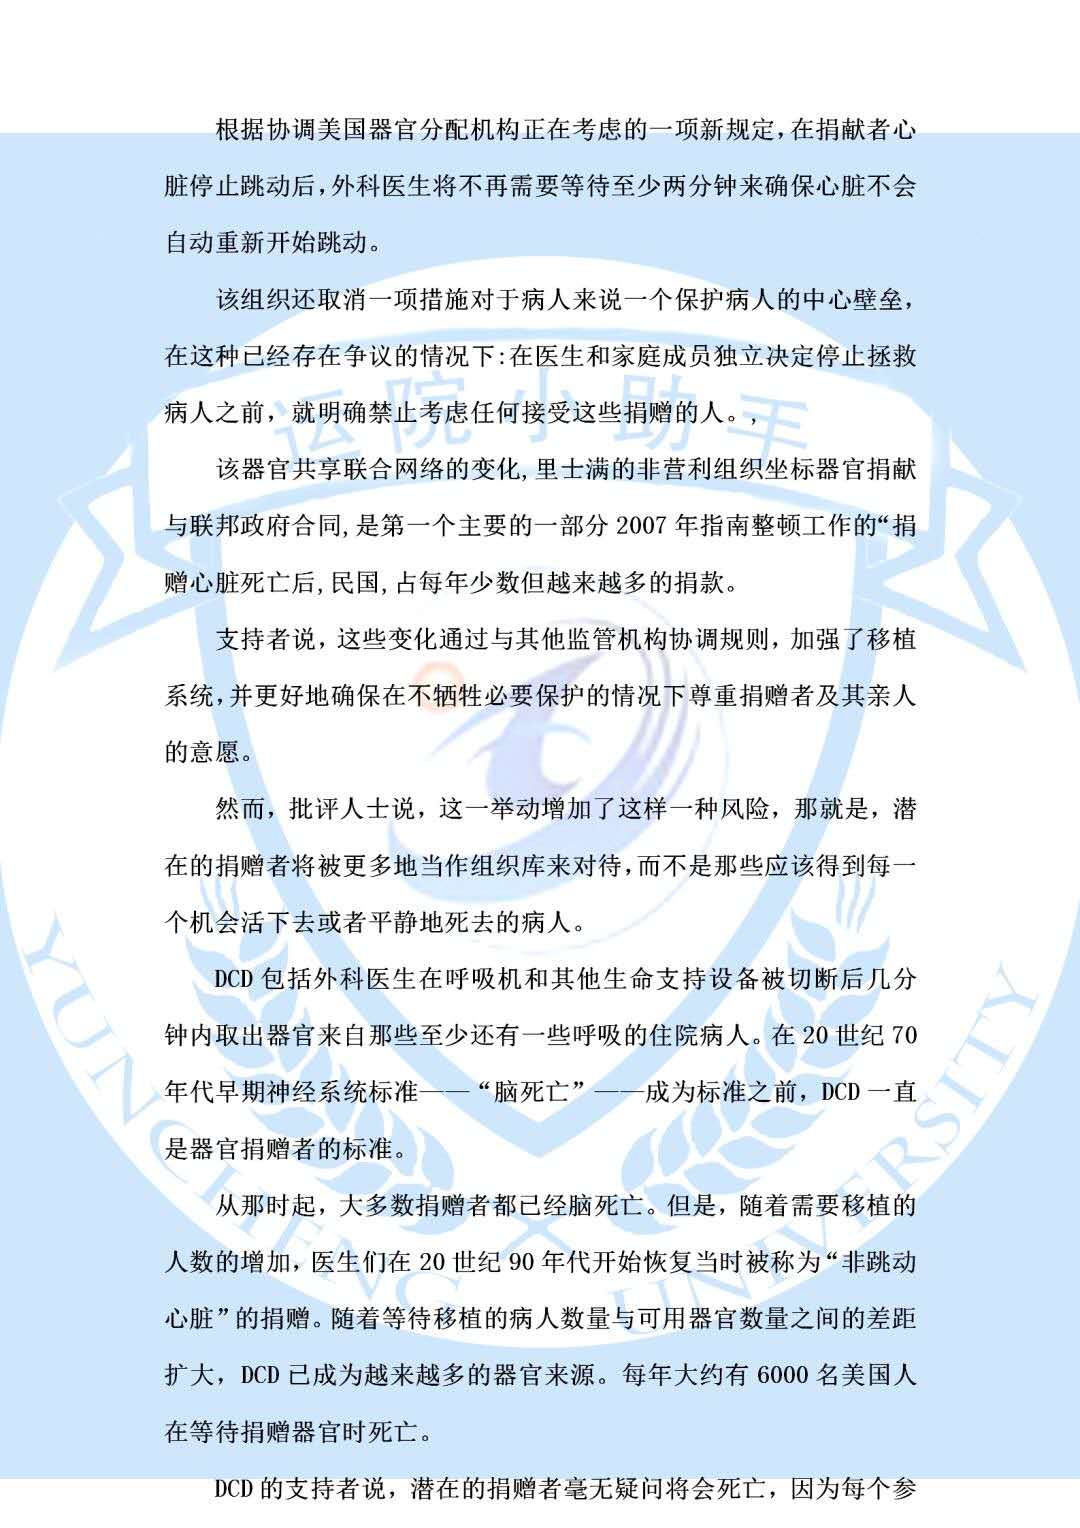 根据协调美国器官分配机构正在考虑的一项新规定,在捐献者心
脏停止跳动后,外科医生将不再需要等待至少两分钟来确保心脏不会
自动重新开始跳动。
该组织还取消一项措施对于病人来说一个保护病人的中心壁垒,
在这种已经存在争议的情况下:在医生和家庭成员独立决定停止拯救
病人之前，就明确禁止考虑任何接受这些捐赠的人。,
该器官共享联合网络的变化,里士满的非营利组织坐标器官捐献
与联邦政府合同,是第一个主要的一部分 2007 年指南整顿工作的“捐
赠心脏死亡后,民国,占每年少数但越来越多的捐款。
支持者说，这些变化通过与其他监管机构协调规则，加强了移植
系统,并更好地确保在不牺牲必要保护的情况下尊重捐赠者及其亲人
的意愿。
然而，批评人士说，这一举动增加了这样一种风险，那就是，潜
在的捐赠者将被更多地当作组织库来对待,而不是那些应该得到每一
个机会活下去或者平静地死去的病人。
DCD 包括外科医生在呼吸机和其他生命支持设备被切断后几分
钟内取出器官来自那些至少还有一些呼吸的住院病人。在 20 世纪 70
年代早期神经系统标准——“脑死亡”——成为标准之前，DCD 一直
是器官捐赠者的标准。
从那时起，大多数捐赠者都已经脑死亡。但是，随着需要移植的
人数的增加，医生们在 20 世纪 90 年代开始恢复当时被称为“非跳动
心脏”的捐赠。随着等待移植的病人数量与可用器官数量之间的差距
扩大，DCD 已成为越来越多的器官来源。每年大约有 6000 名美国人
在等待捐赠器官时死亡。
DCD 的支持者说，潜在的捐赠者毫无疑问将会死亡，因为每个参
运院小助手
YUNCHENG UNIVERSITY